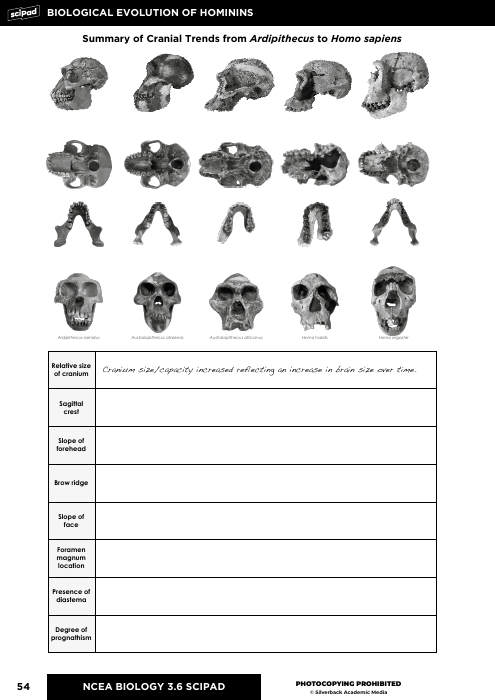 scipad
BIOLOGICAL EVOLUTION OF HOMININS
Summary of Cranial Trends from Ardipithecus to Homo sapiens
Ardipithecus ramidus
Australopithecus afarensis
Australopithecus africanus
Homo habilis
Homo ergaster
Relative size
of cranium
Cranium size/capacity increased reflecting an increase in brain size over time.
Sagittal
crest
Slope of
forehead
Brow ridge
Slope of
face
Foramen
magnum
location
Presence of
diastema
Degree of
prognathism
54
NCEA BIOLOGY 3.6 SCIPAD
PHOTOCOPYING PROHIBITED
© Silverback Academic Media